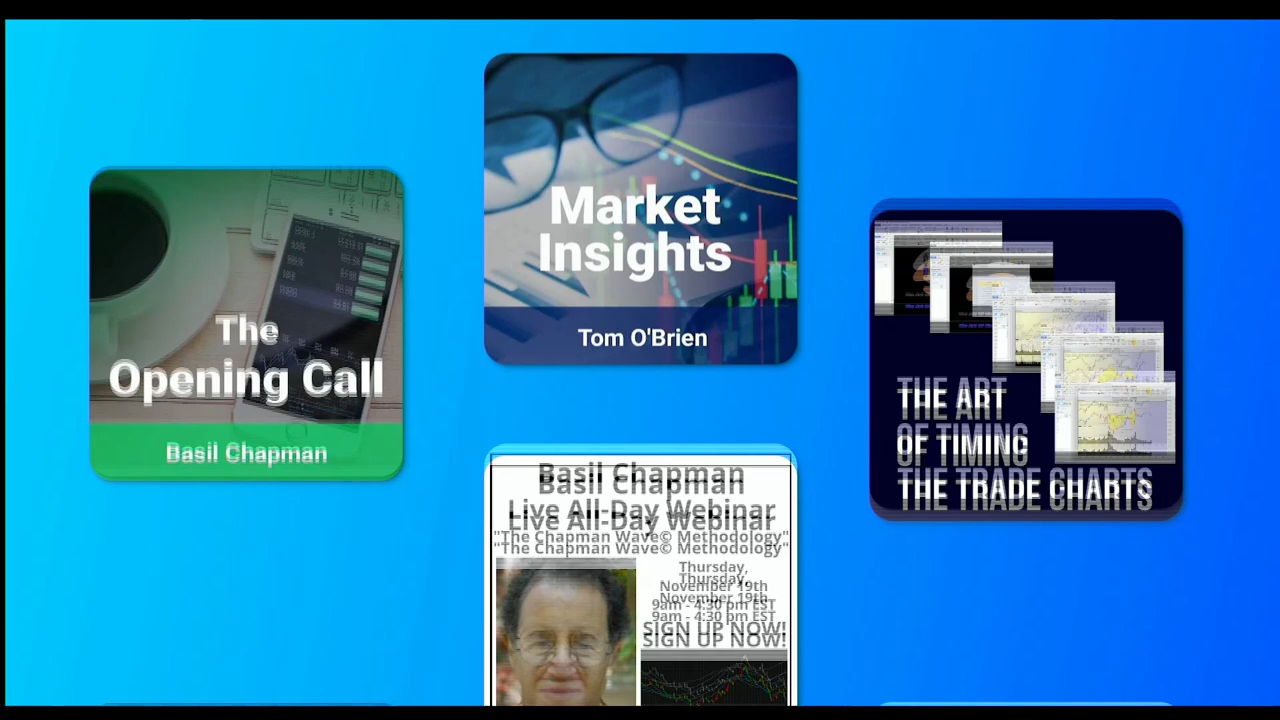 Market
Insights
Tom O'Brien
The
Opening Call
Basil Chapman
THE ART
OF TIMING
THE TRADE CHARTS
Basil Chapman
Live All-Day Webinar
"The Chapman Wave© Methodology"
Thursday,
November 19th
9am - 4:30 pm EST
SIGN UP NOW!